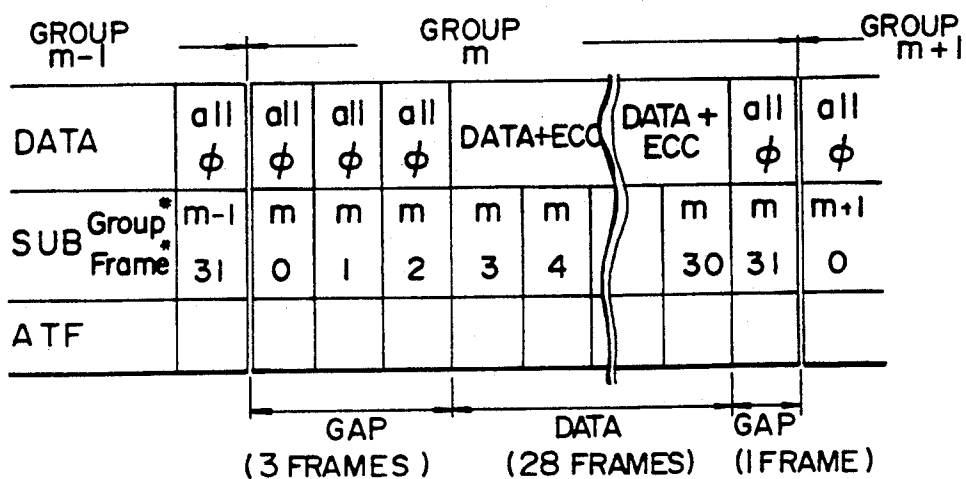 GROUP m-1
GROUP m
GROUP m+1
DATA
all ϕ
all ϕ
all ϕ
all ϕ
DATA+ECC
DATA + ECC
all ϕ
all ϕ
SUB Group* m-1 m m m m m m m m+1
Frame* 31 0 1 2 3 4 30 31 0
ATF
GAP
DATA
GAP
(3 FRAMES)
(28 FRAMES)
(1 FRAME)